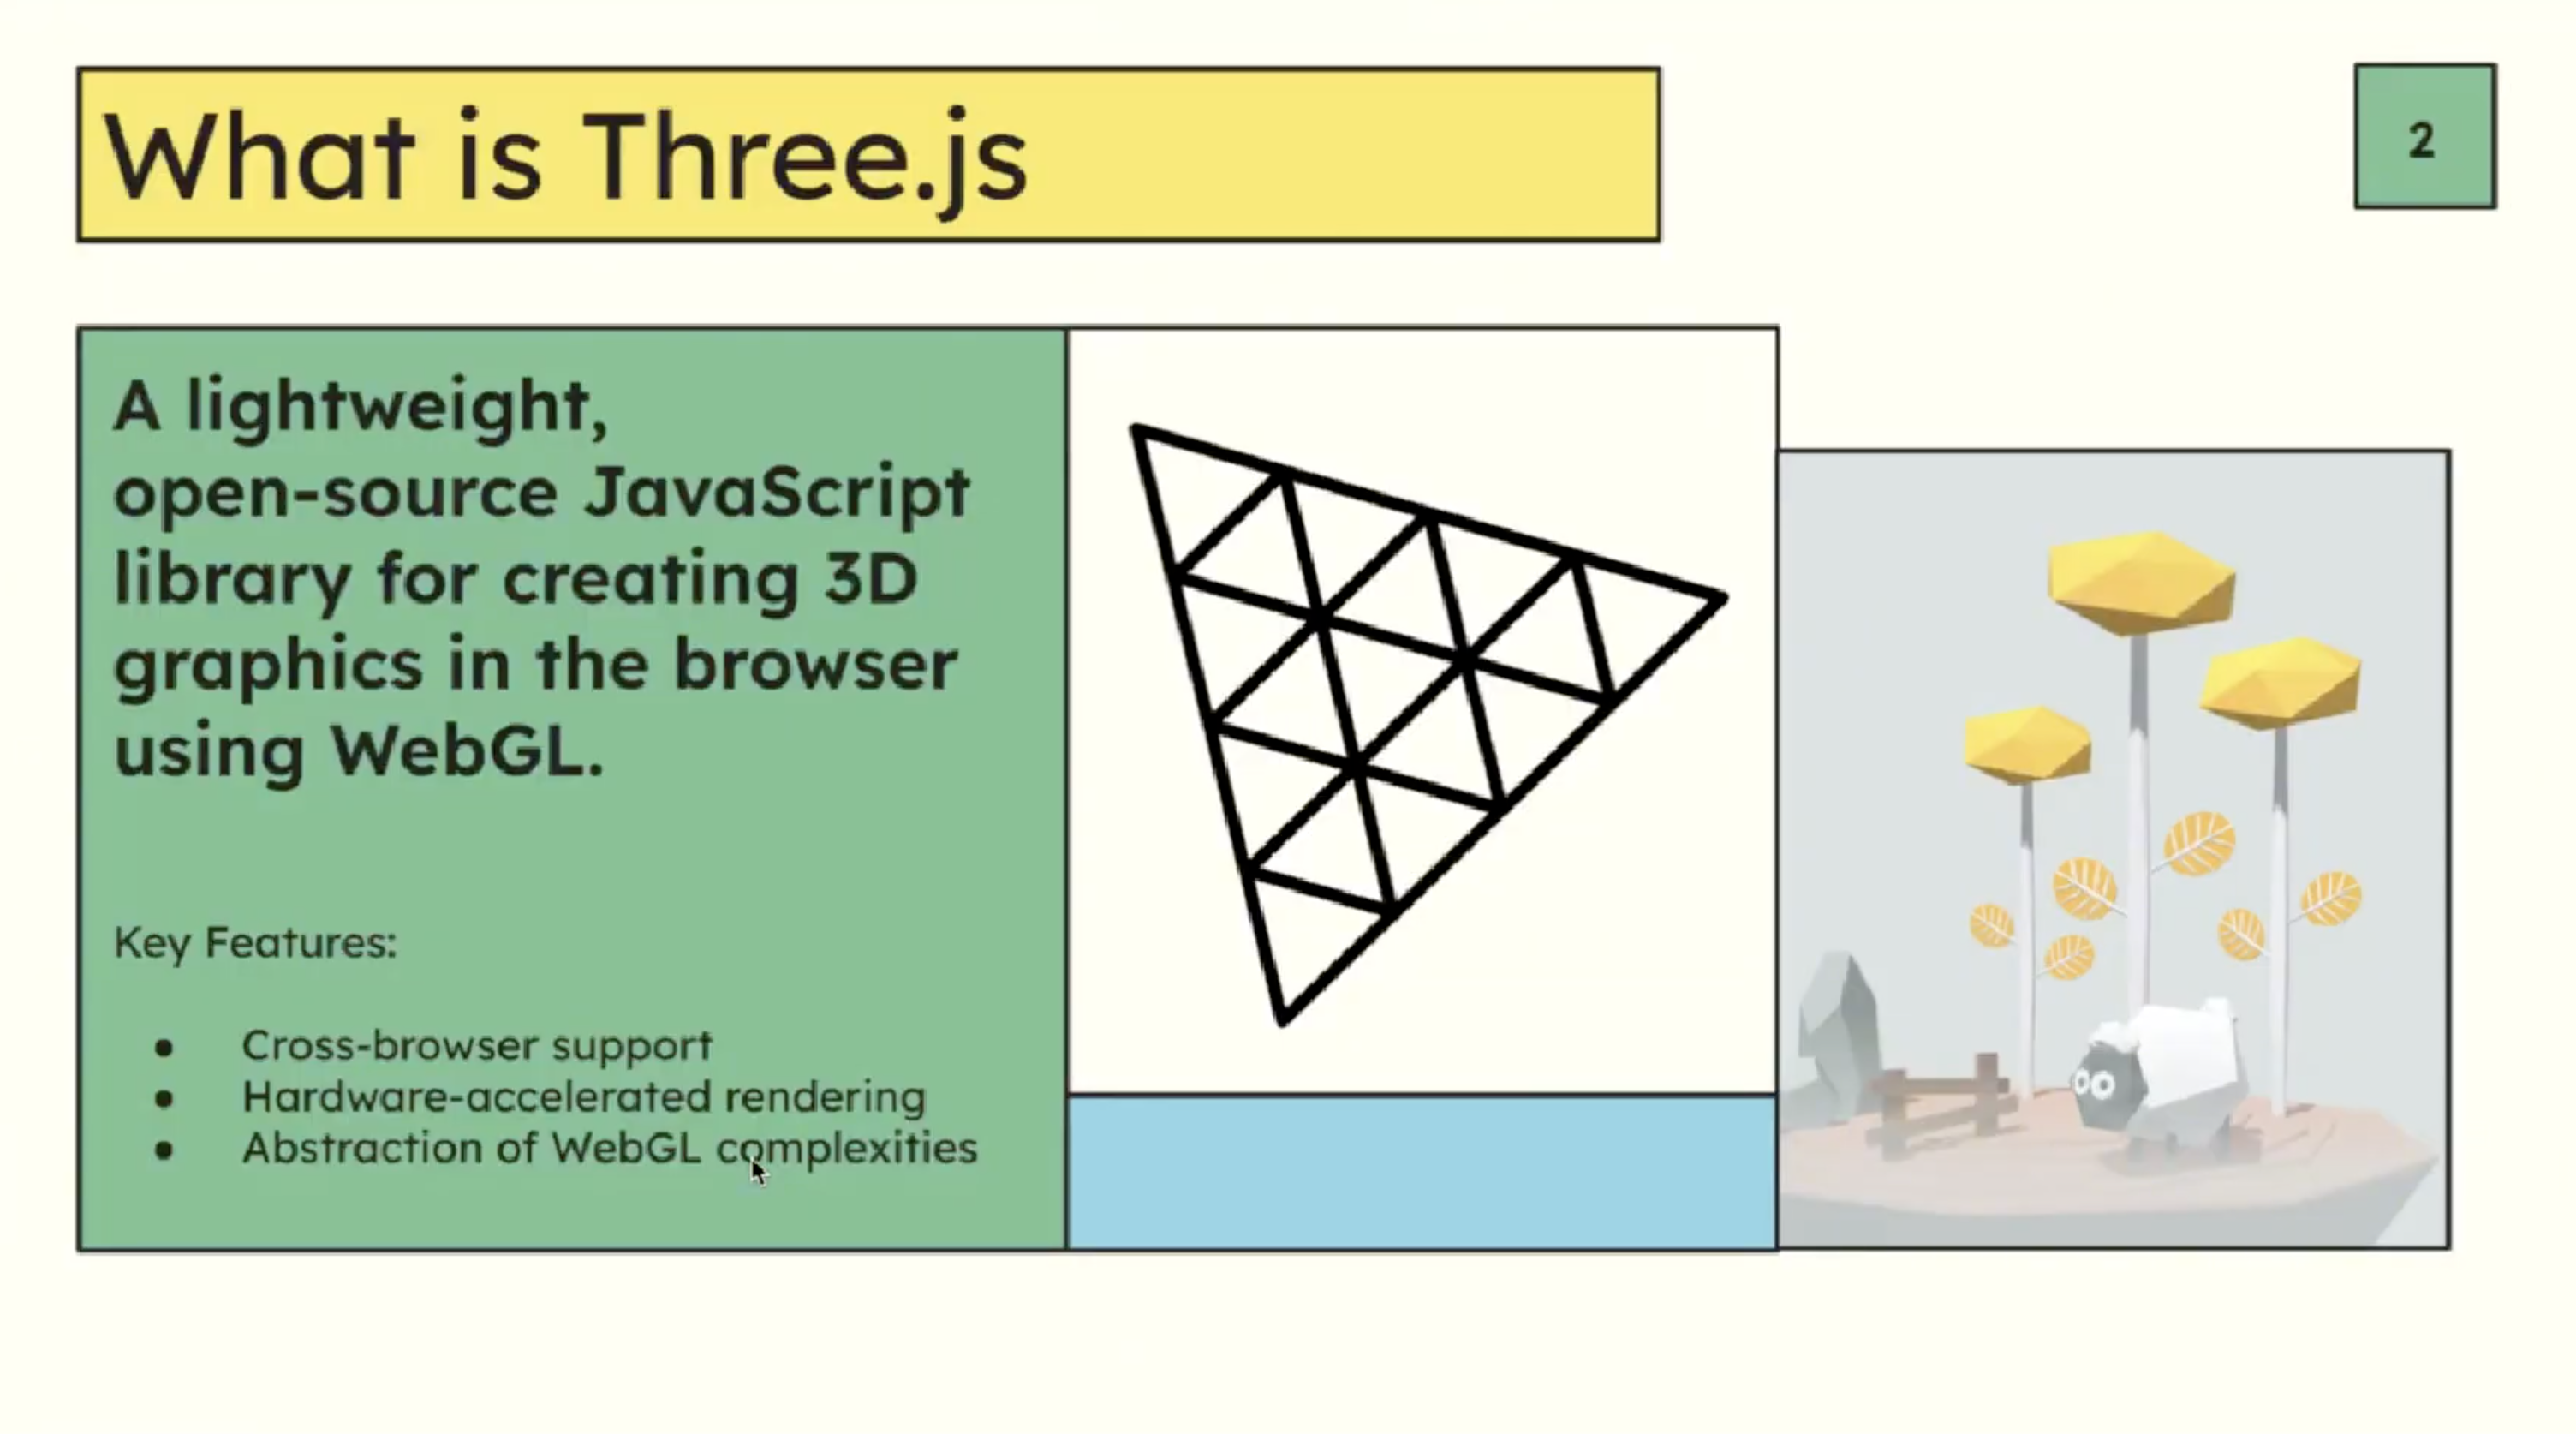 What is Three.js
2
A lightweight,
open-source JavaScript
library for creating 3D
graphics in the browser
using WebGL.
Key Features:
● Cross-browser support
● Hardware-accelerated rendering
● Abstraction of WebGL complexities